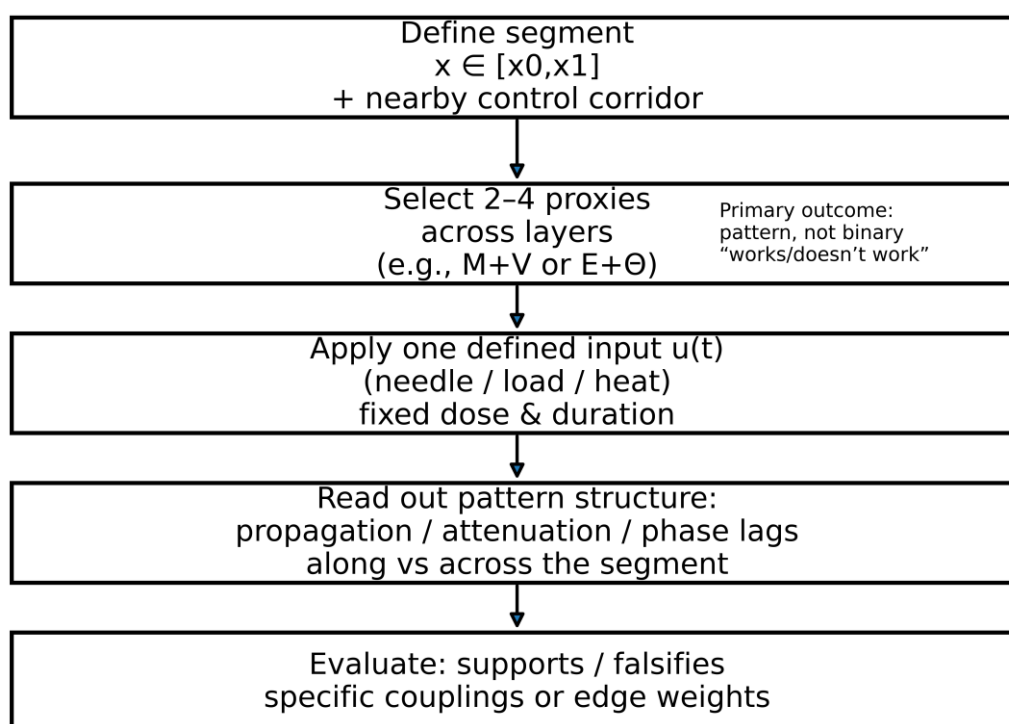 Define segment
x ∈ [x0,x1]
+ nearby control corridor
Select 2–4 proxies
across layers
(e.g., M+V or E+Θ)
Primary outcome:
pattern, not binary
“works/doesn’t work”
Apply one defined input u(t)
(needle / load / heat)
fixed dose & duration
Read out pattern structure:
propagation / attenuation / phase lags
along vs across the segment
Evaluate: supports / falsifies
specific couplings or edge weights